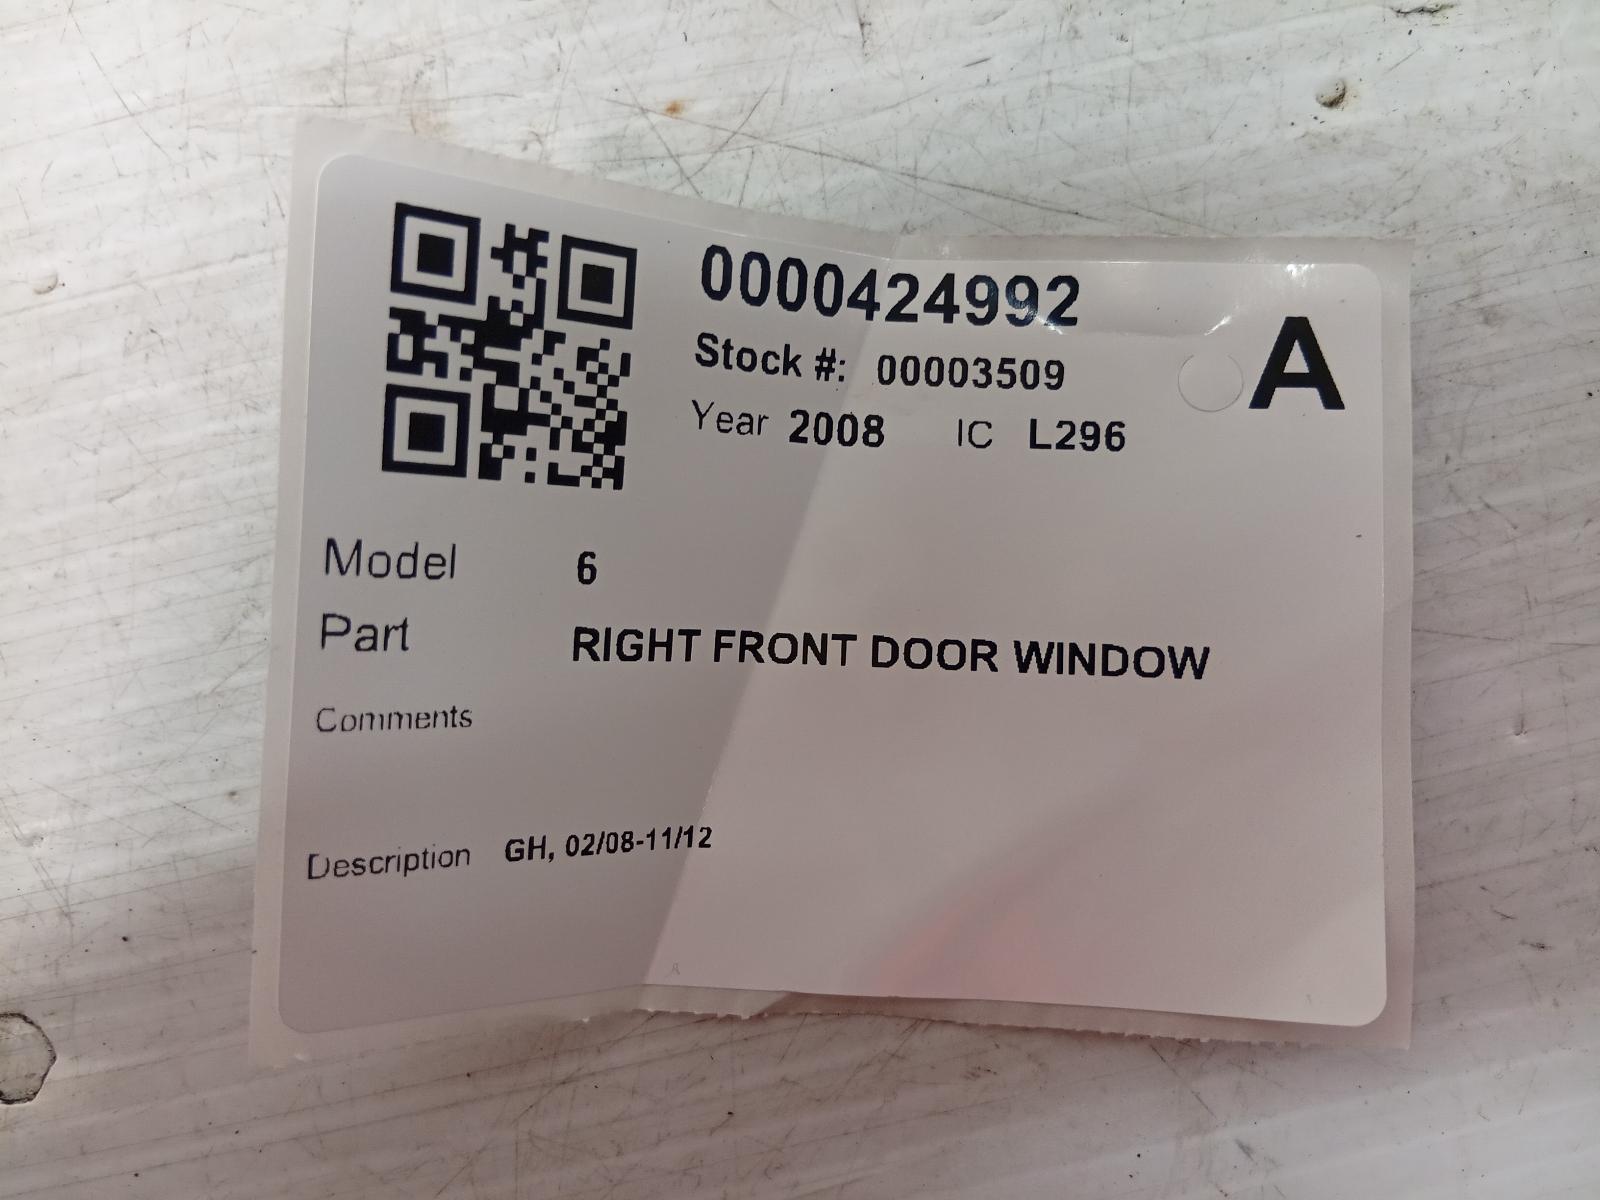 0000424992
Stock #: 00003509
A
Year 2008 IC L296
Model 6
Part RIGHT FRONT DOOR WINDOW
Comments
Description GH, 02/08-11/12